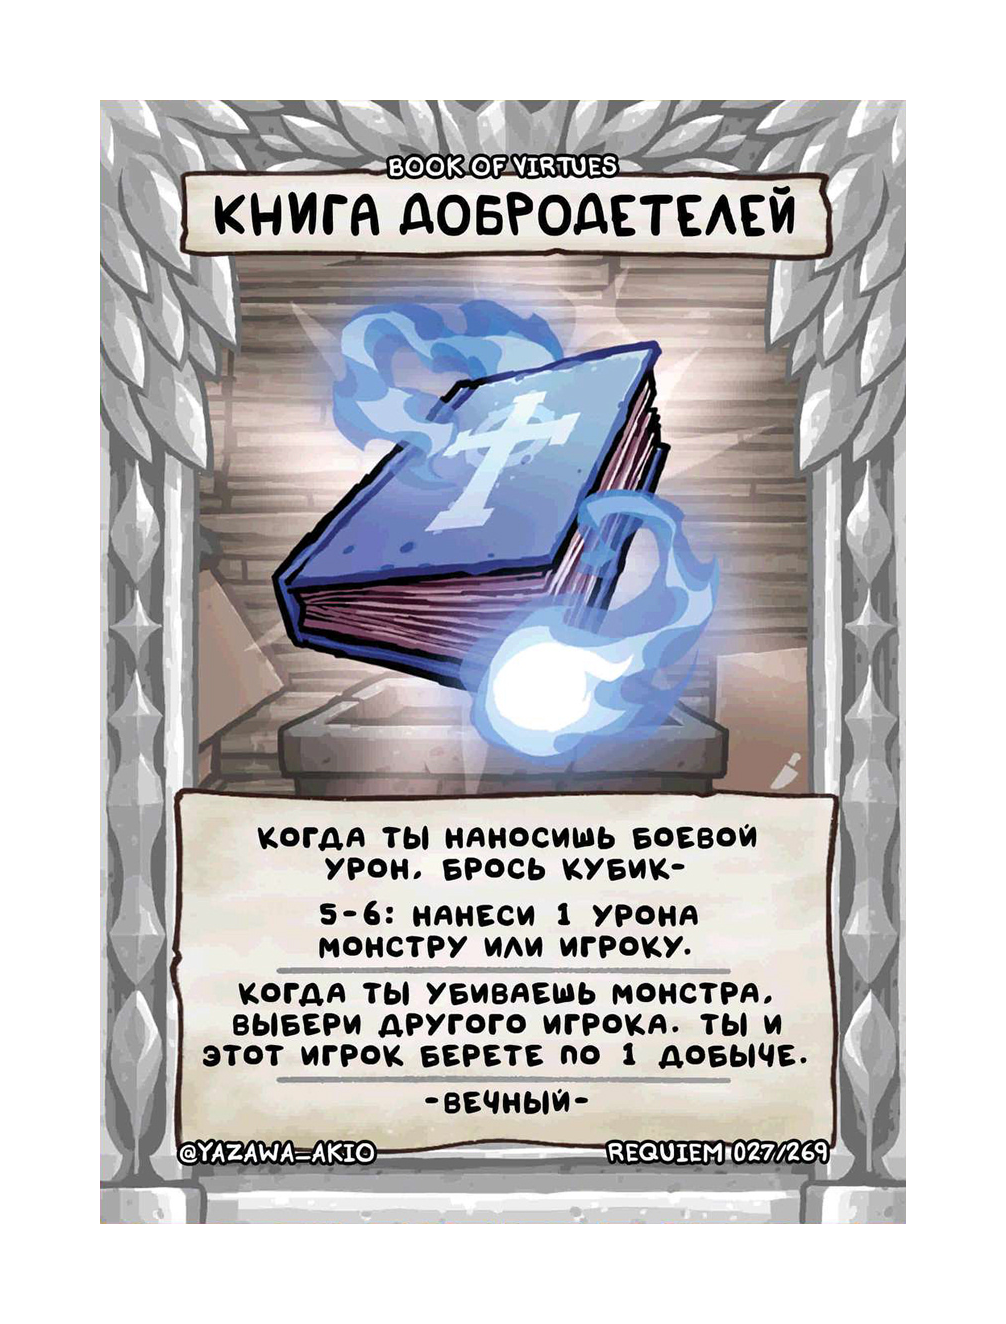 BOOK OF VIRTUES
КНИГА ДОБРОДЕТЕЛЕЙ
КОГДА ТЫ НАНОСИШЬ БОЕВОЙ
УРОН, БРОСЬ КУБИК-
5-6: НАНЕСИ 1 УРОНА
МОНСТРУ ИЛИ ИГРОКУ.
КОГДА ТЫ УБИВАЕШЬ МОНСТРА,
ВЫБЕРИ ДРУГОГО ИГРОКА. ТЫ И
ЭТОТ ИГРОК БЕРЕТЕ ПО 1 ДОБЫЧЕ.
-ВЕЧНЫЙ-
@YAZAWA_AKIO
REQUIEM 027/269